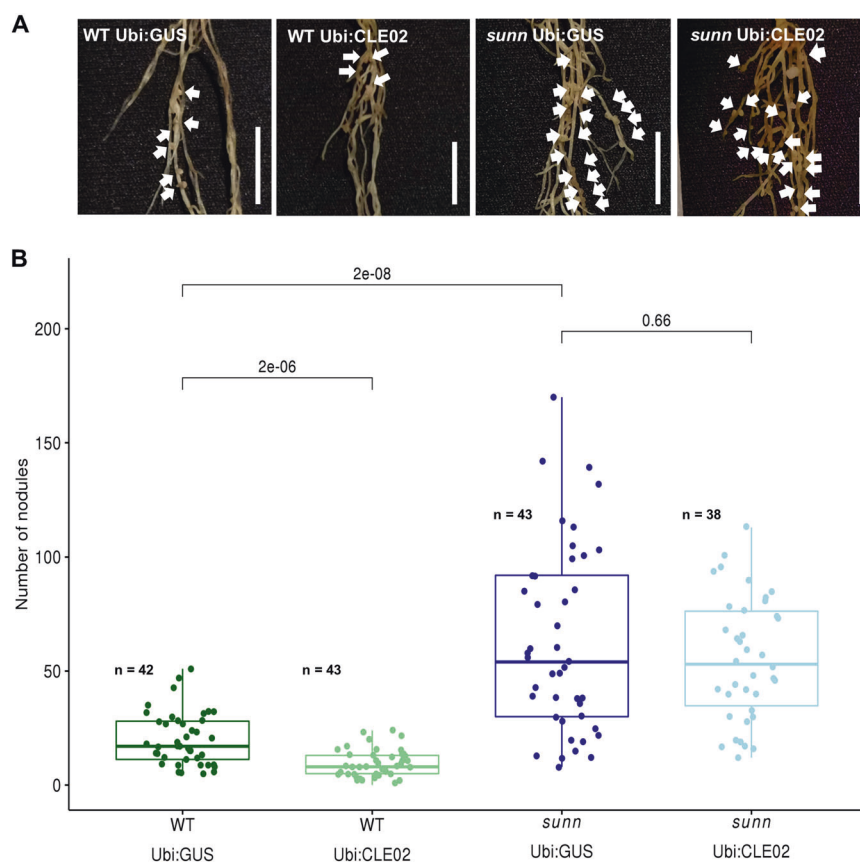 A
WT Ubi:GUS
WT Ubi:CLE02
sunn Ubi:GUS
sunn Ubi:CLE02
B
2e-08
0.66
2e-06
Number of nodules
200
150
100
50
0
n = 42
n = 43
n = 43
n = 38
WT
Ubi:GUS
WT
Ubi:CLE02
sunn
Ubi:GUS
sunn
Ubi:CLE02